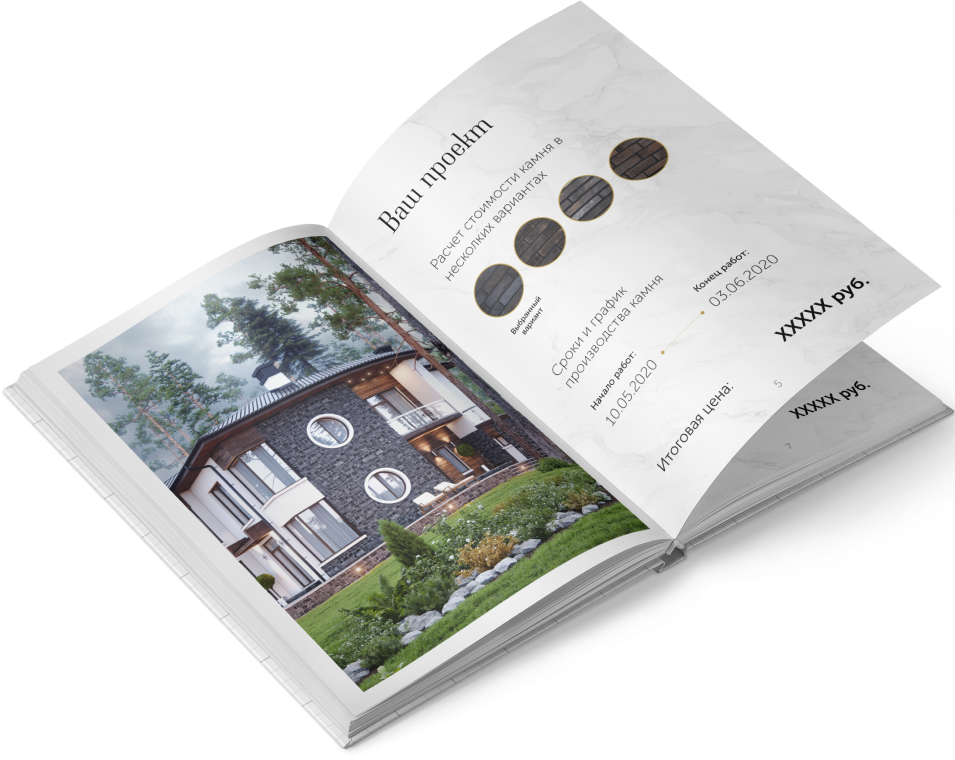 Ваш проект
Расчет стоимости камня в
несколких вариантах
Выбранный
вариант
Сроки и график
производства камня
Начало работ:
10.05.2020
Конец работ:
03.06.2020
Итоговая цена:
XXXXX руб.
5
XXXXX руб.
7